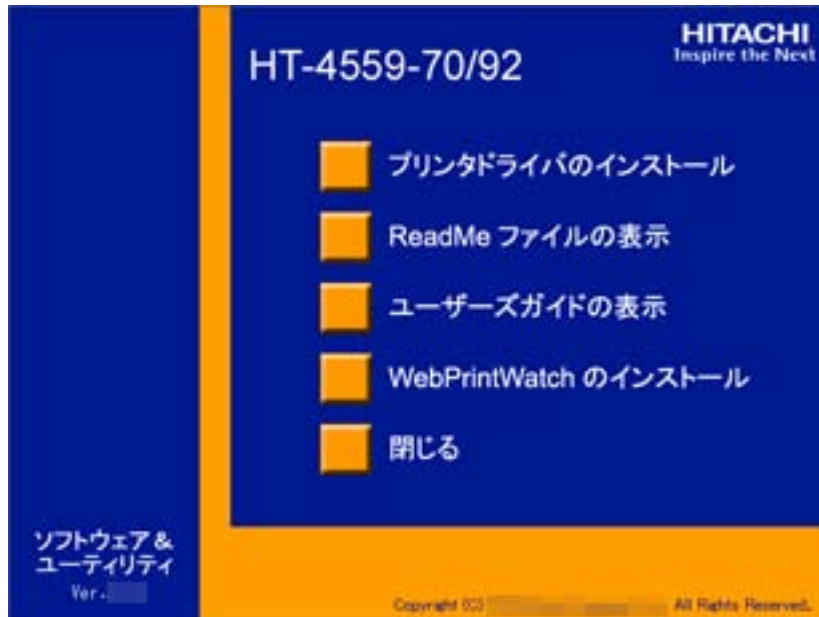 HITACHI
Inspire the Next
HT-4559-70/92
プリンタドライバのインストール
ReadMe ファイルの表示
ユーザーズガイドの表示
WebPrintWatch のインストール
閉じる
ソフトウェア &
ユーティリティ
Ver.
Copyright (C) All Rights Reserved.